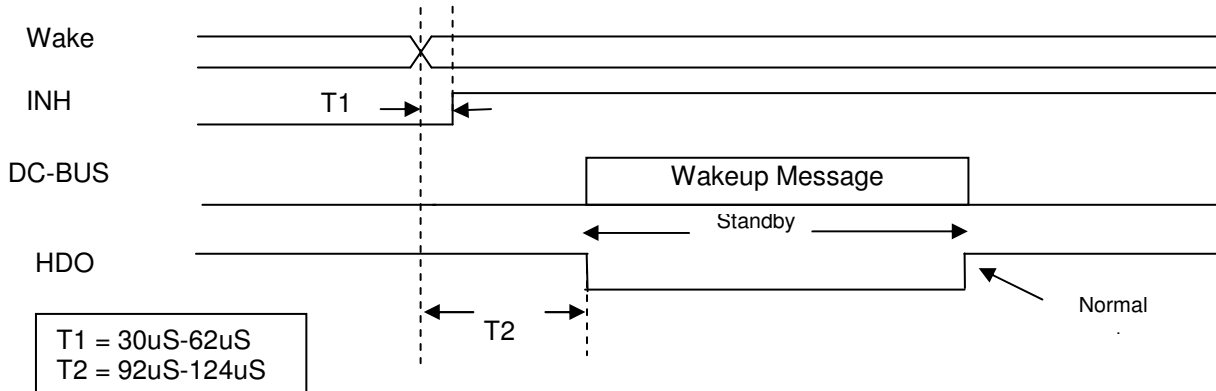 Wake
INH
T1
DC-BUS
Wakeup Message
Standby
HDO
Normal
T2
T1 = 30uS-62uS
T2 = 92uS-124uS